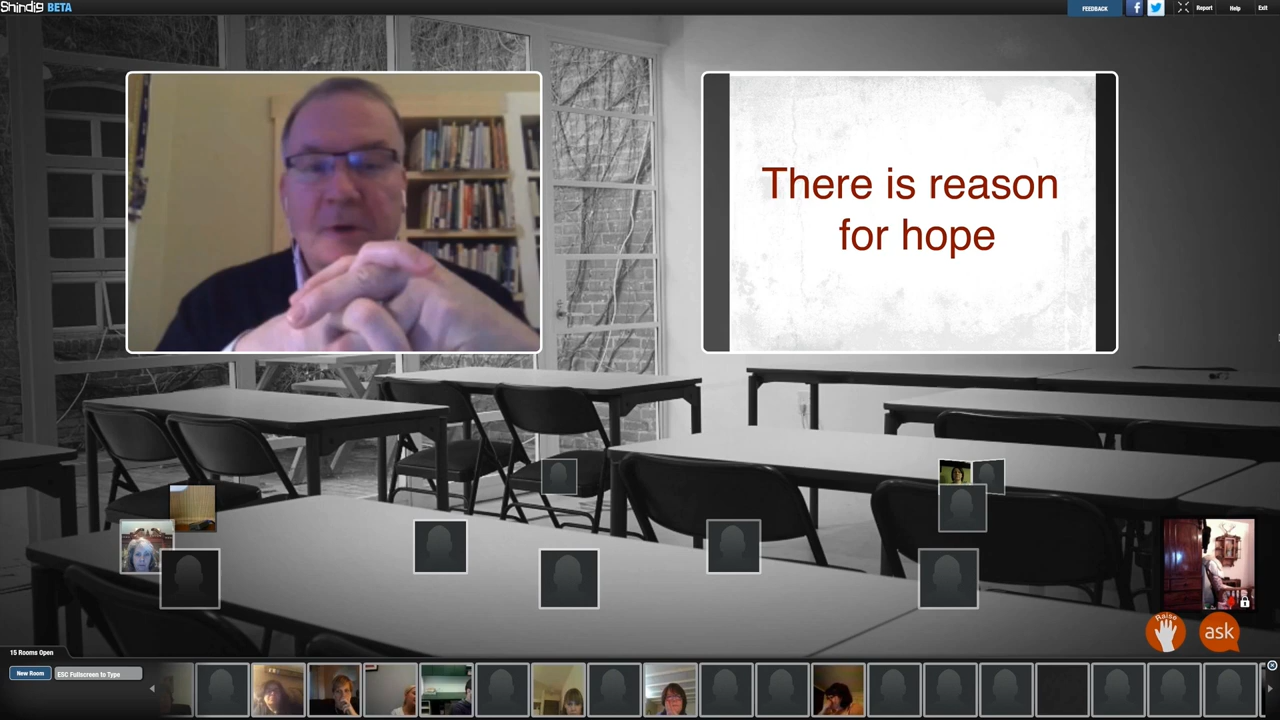 Shindig BETA
FEEDBACK
Report
Help
Exit
There is reason
for hope
Raise
ask
15 Rooms Open
New Room
ESC Fullscreen to Type